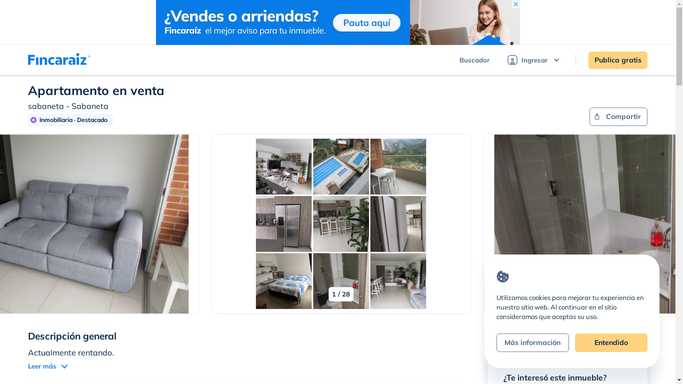 ¿Vendes o arriendas?
Fincaraíz el mejor aviso para tu inmueble.
Pauta aquí
Fincaraíz
Buscador
Ingresar
Publica gratis
Apartamento en venta
sabaneta - Sabaneta
Inmobiliaria · Destacado
Compartir
1 / 28
Utilizamos cookies para mejorar tu experiencia en
nuestro sitio web. Al continuar en el sitio
consideramos que aceptas su uso.
Más información
Entendido
Descripción general
Actualmente rentando.
Leer más
¿Te interesó este inmueble?